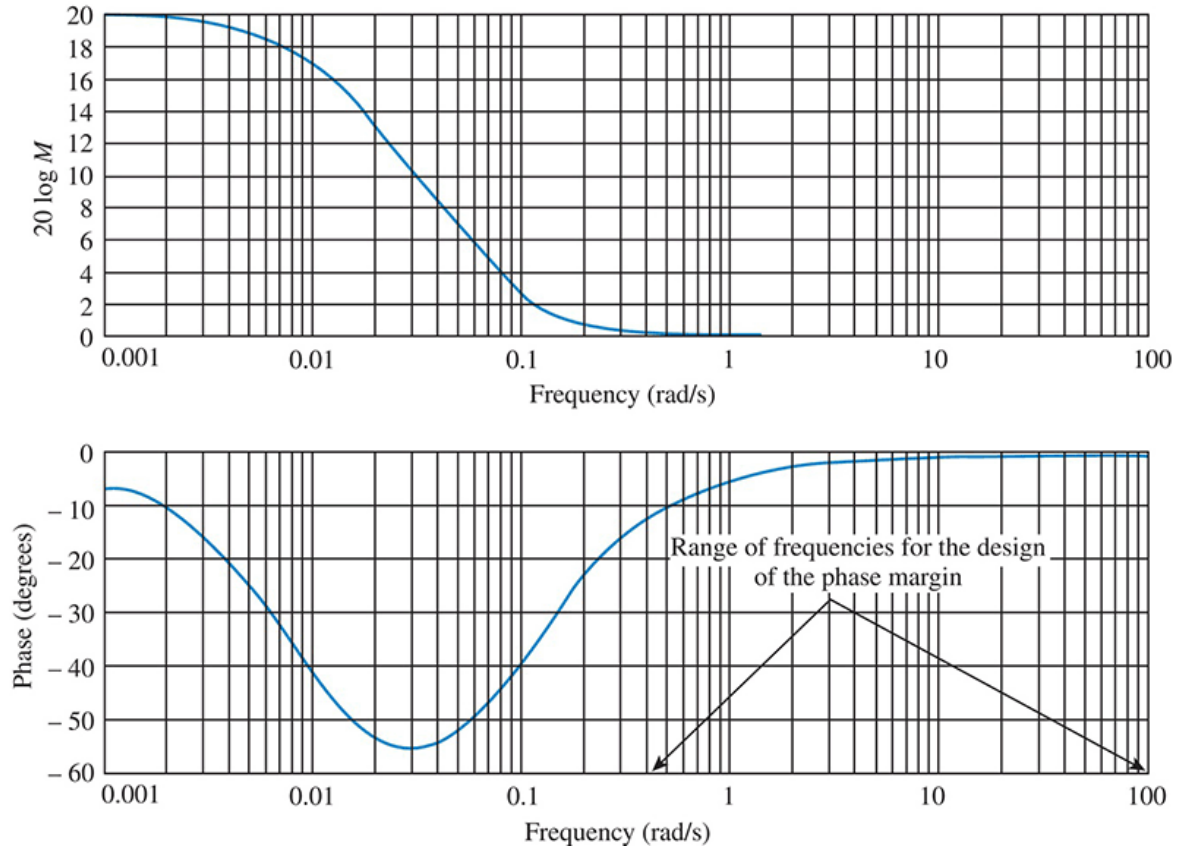 20
18
16
14
12
10
8
6
4
2
0
20 log M
0.001 0.01 0.1 1 10 100
Frequency (rad/s)
0
– 10
– 20
– 30
– 40
– 50
– 60
Phase (degrees)
Range of frequencies for the design
of the phase margin
0.001 0.01 0.1 1 10 100
Frequency (rad/s)